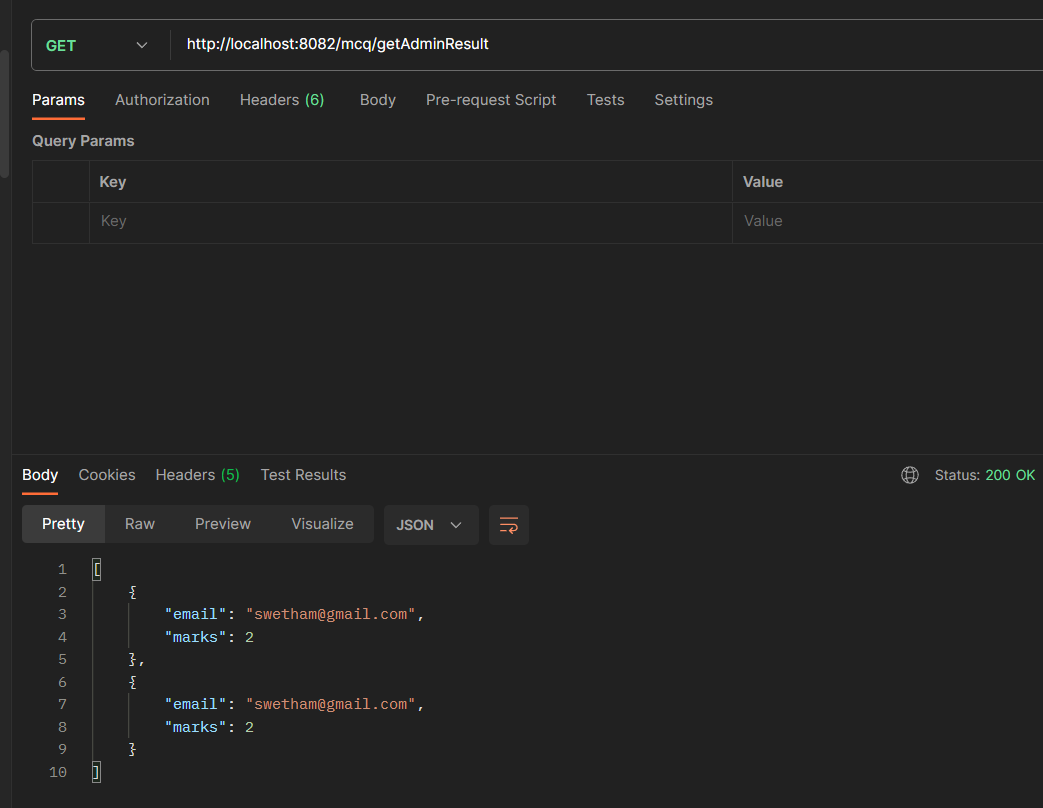 GET http://localhost:8082/mcq/getAdminResult
Params Authorization Headers (6) Body Pre-request Script Tests Settings
Query Params
Key Value
Key Value
Body Cookies Headers (5) Test Results Status: 200 OK
Pretty Raw Preview Visualize JSON
1 [
2 {
3 "email": "swetham@gmail.com",
4 "marks": 2
5 },
6 {
7 "email": "swetham@gmail.com",
8 "marks": 2
9 }
10 ]